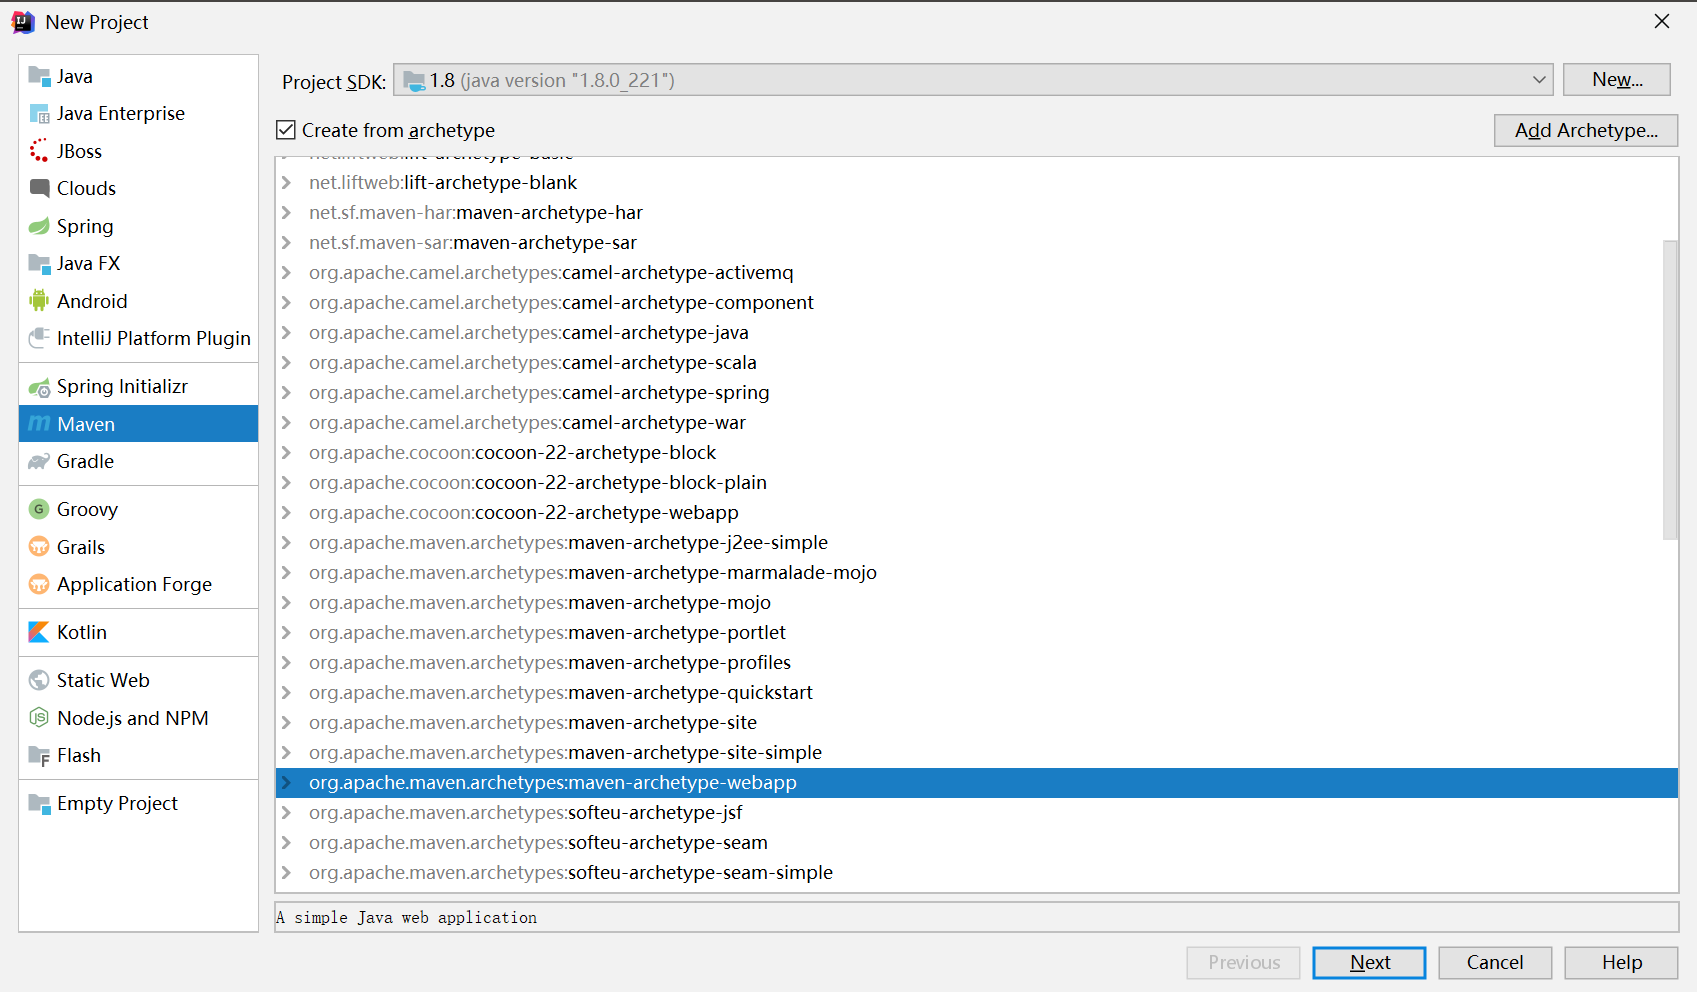 New Project
Java
Java Enterprise
JBoss
Clouds
Spring
Java FX
Android
IntelliJ Platform Plugin
Spring Initializr
Maven
Gradle
Groovy
Grails
Application Forge
Kotlin
Static Web
Node.js and NPM
Flash
Empty Project
Project SDK: 1.8 (java version "1.8.0_221") New...
Create from archetype Add Archetype...
net.liftweb:lift-archetype-basic
net.liftweb:lift-archetype-blank
net.sf.maven-har:maven-archetype-har
net.sf.maven-sar:maven-archetype-sar
org.apache.camel.archetypes:camel-archetype-activemq
org.apache.camel.archetypes:camel-archetype-component
org.apache.camel.archetypes:camel-archetype-java
org.apache.camel.archetypes:camel-archetype-scala
org.apache.camel.archetypes:camel-archetype-spring
org.apache.camel.archetypes:camel-archetype-war
org.apache.cocoon:cocoon-22-archetype-block
org.apache.cocoon:cocoon-22-archetype-block-plain
org.apache.cocoon:cocoon-22-archetype-webapp
org.apache.maven.archetypes:maven-archetype-j2ee-simple
org.apache.maven.archetypes:maven-archetype-marmalade-mojo
org.apache.maven.archetypes:maven-archetype-mojo
org.apache.maven.archetypes:maven-archetype-portlet
org.apache.maven.archetypes:maven-archetype-profiles
org.apache.maven.archetypes:maven-archetype-quickstart
org.apache.maven.archetypes:maven-archetype-site
org.apache.maven.archetypes:maven-archetype-site-simple
org.apache.maven.archetypes:maven-archetype-webapp
org.apache.maven.archetypes:softeu-archetype-jsf
org.apache.maven.archetypes:softeu-archetype-seam
org.apache.maven.archetypes:softeu-archetype-seam-simple
A simple Java web application
Previous Next Cancel Help